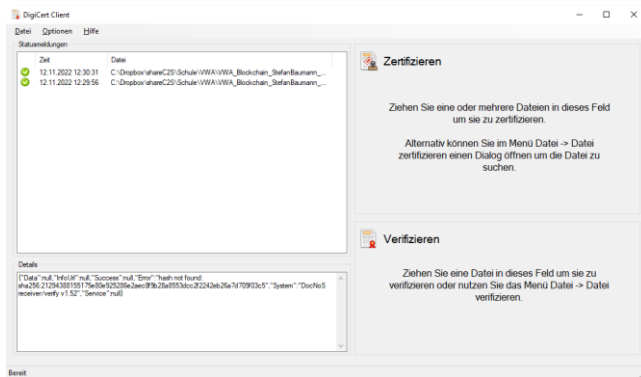 DigiCert Client
Datei Optionen Hilfe
Statusmeldungen
Zeit Datei
12.11.2022 12:30:31 C:\Dropbox\shareC2S\Schule\VWA\VWA_Blockchain_StefanBaumann_...
12.11.2022 12:29:56 C:\Dropbox\shareC2S\Schule\VWA\VWA_Blockchain_StefanBaumann_...
Details
{"Data":null,"InfoUrl":null,"Success":null,"Error":"hash not found:
"System":"DocNoS
receiver/verify v1.52","Service":null}
Zertifizieren
Ziehen Sie eine oder mehrere Dateien in dieses Feld
um sie zu zertifizieren.
Alternativ können Sie im Menü Datei -> Datei
zertifizieren einen Dialog öffnen um die Datei zu
suchen.
Verifizieren
Ziehen Sie eine Datei in dieses Feld um sie zu
verifizieren oder nutzen Sie das Menü Datei -> Datei
verifizieren.
Bereit